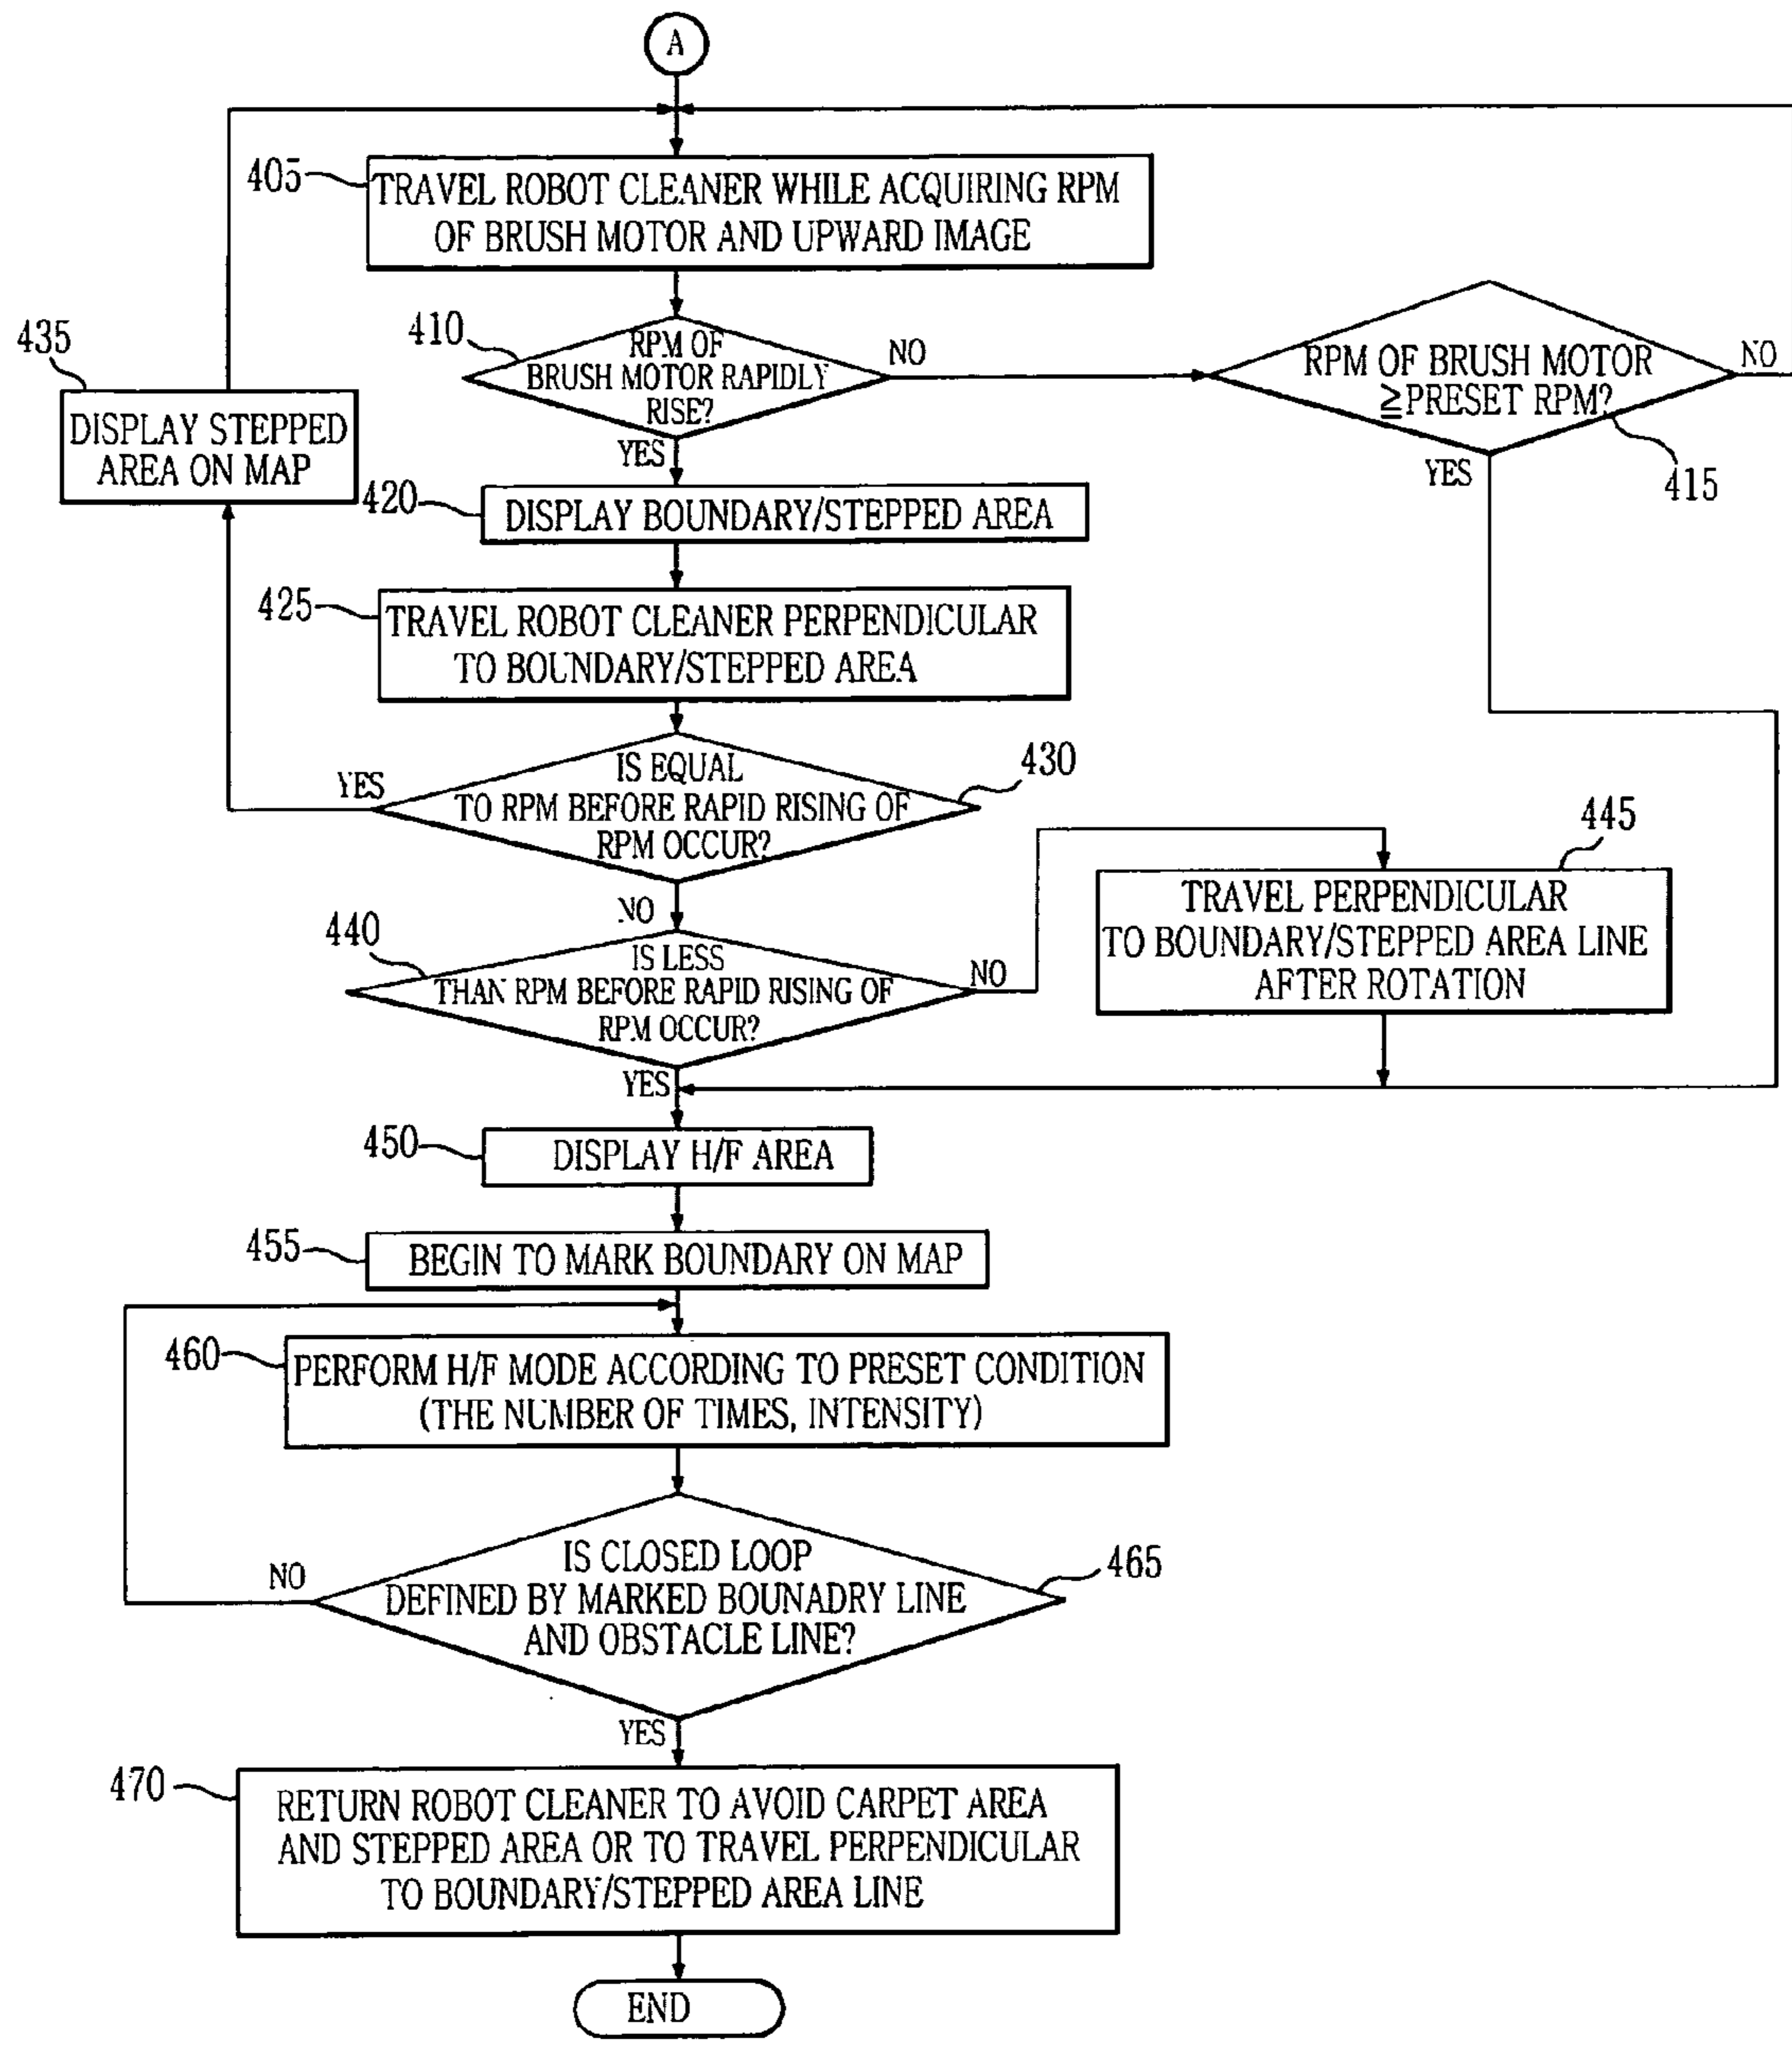 A
405
TRAVEL ROBOT CLEANER WHILE ACQUIRING RPM
OF BRUSH MOTOR AND UPWARD IMAGE
410
RPM OF
BRUSH MOTOR RAPIDLY
RISE?
NO
YES
RPM OF BRUSH MOTOR
≧PRESET RPM?
NO
YES
415
435
DISPLAY STEPPED
AREA ON MAP
420
DISPLAY BOUNDARY/STEPPED AREA
425
TRAVEL ROBOT CLEANER PERPENDICULAR
TO BOUNDARY/STEPPED AREA
430
IS EQUAL
TO RPM BEFORE RAPID RISING OF
RPM OCCUR?
YES
NO
440
IS LESS
THAN RPM BEFORE RAPID RISING OF
RPM OCCUR?
NO
YES
445
TRAVEL PERPENDICULAR
TO BOUNDARY/STEPPED AREA LINE
AFTER ROTATION
450
DISPLAY H/F AREA
455
BEGIN TO MARK BOUNDARY ON MAP
460
PERFORM H/F MODE ACCORDING TO PRESET CONDITION
(THE NUMBER OF TIMES, INTENSITY)
465
IS CLOSED LOOP
DEFINED BY MARKED BOUNADRY LINE
AND OBSTACLE LINE?
NO
YES
470
RETURN ROBOT CLEANER TO AVOID CARPET AREA
AND STEPPED AREA OR TO TRAVEL PERPENDICULAR
TO BOUNDARY/STEPPED AREA LINE
END